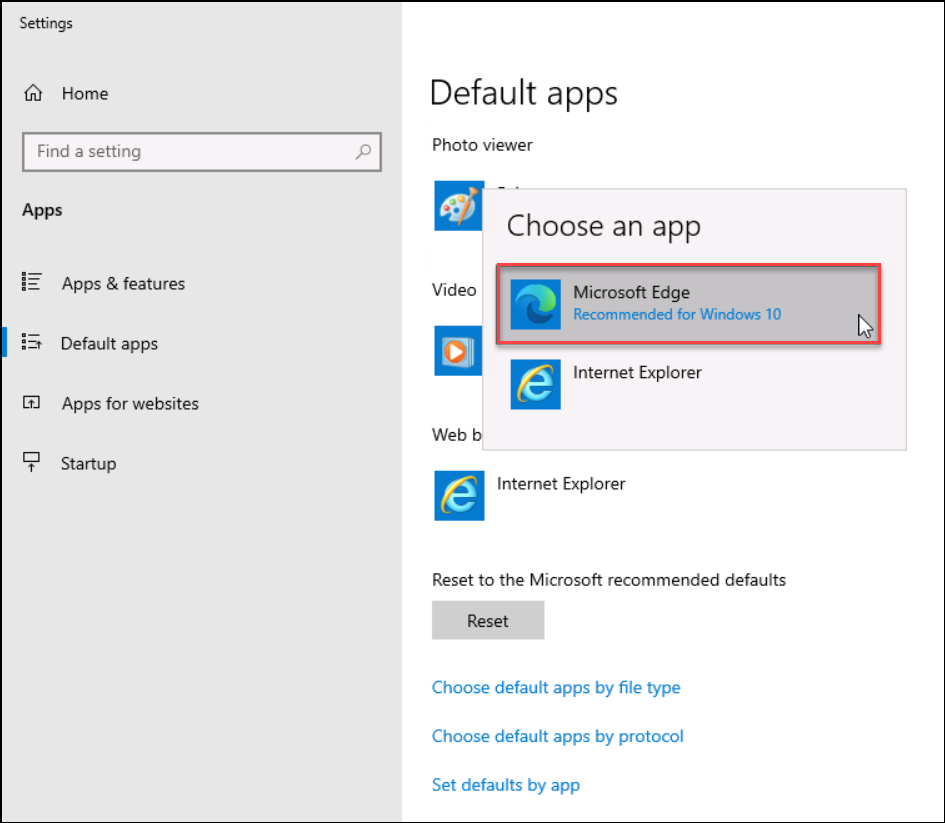 Settings
Home
Find a setting
Apps
Apps & features
Default apps
Apps for websites
Startup
Default apps
Photo viewer
Choose an app
Microsoft Edge
Recommended for Windows 10
Internet Explorer
Video
Web b
Internet Explorer
Reset to the Microsoft recommended defaults
Reset
Choose default apps by file type
Choose default apps by protocol
Set defaults by app